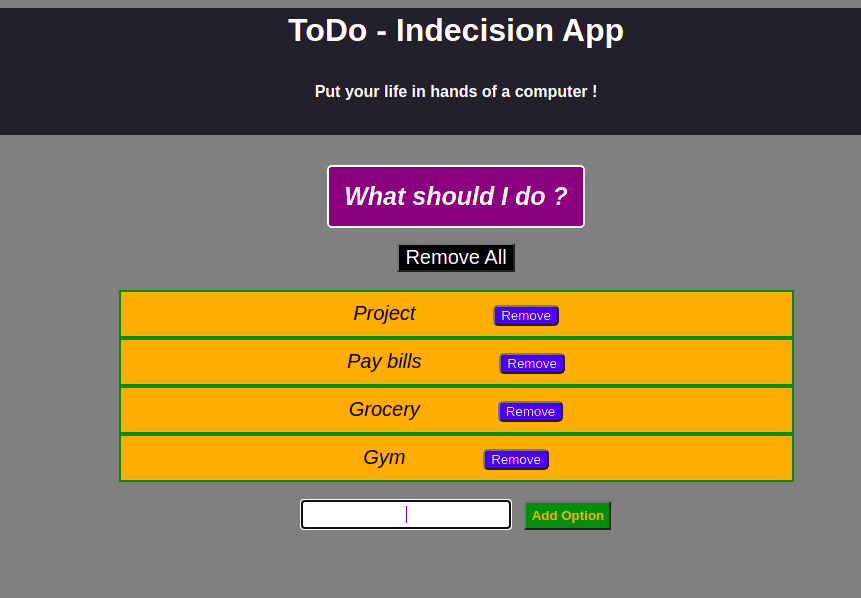 ToDo - Indecision App
Put your life in hands of a computer !
What should I do ?
Remove All
Project Remove
Pay bills Remove
Grocery Remove
Gym Remove
Add Option